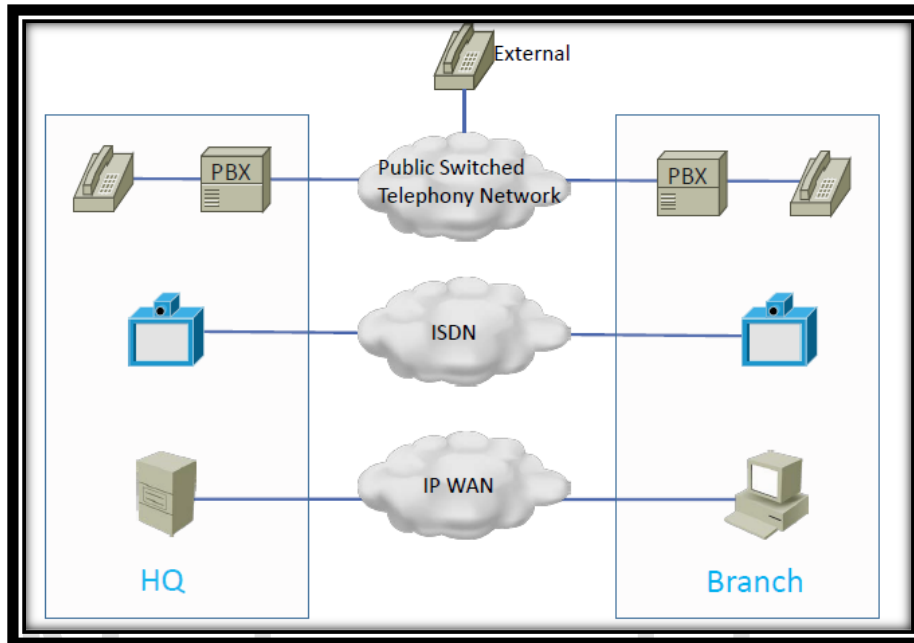 External
Public Switched
Telephony Network
PBX
PBX
ISDN
IP WAN
HQ
Branch